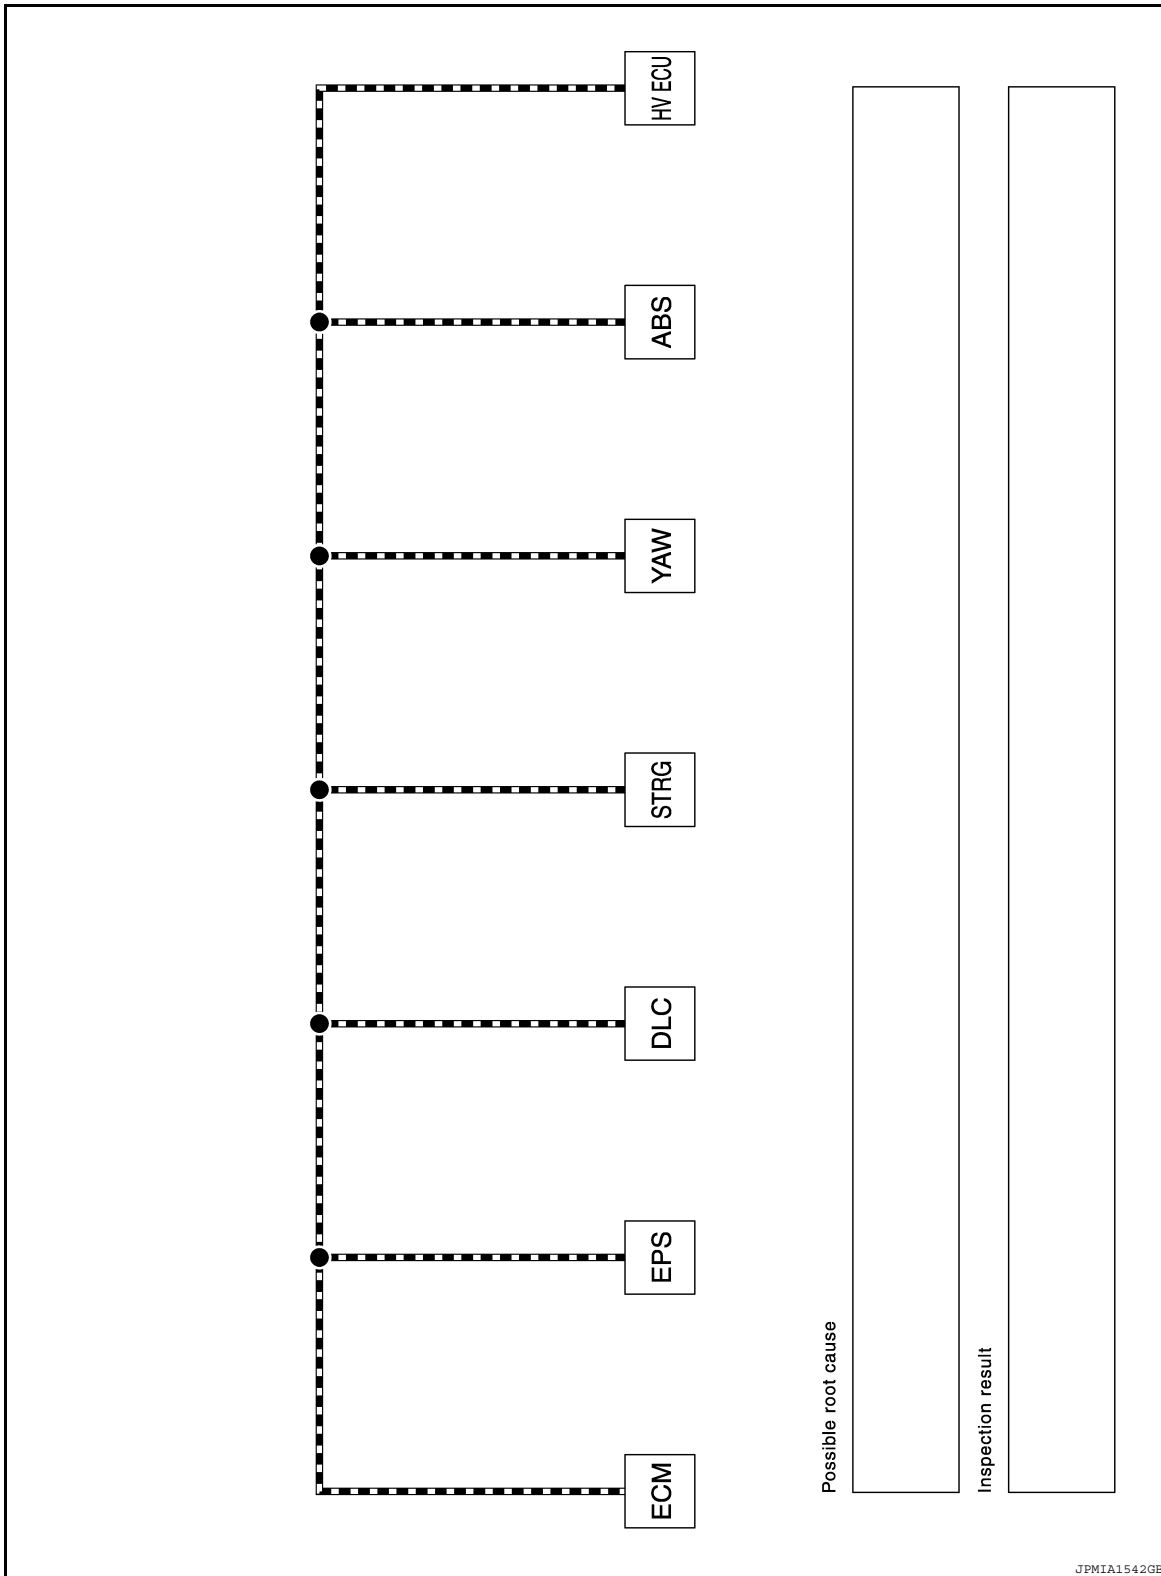 ECM
EPS
DLC
STRG
YAW
ABS
HV ECU
Possible root cause
Inspection result
JPMIA1542GB